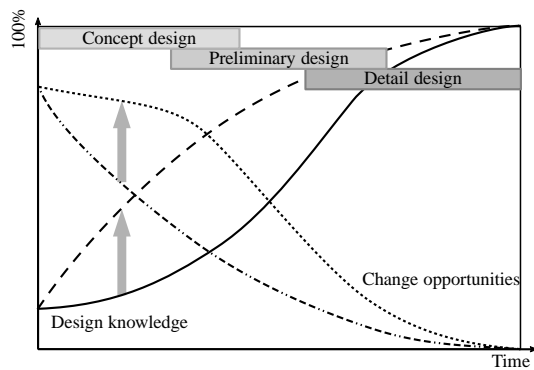 100%
Concept design
Preliminary design
Detail design
Change opportunities
Design knowledge
Time